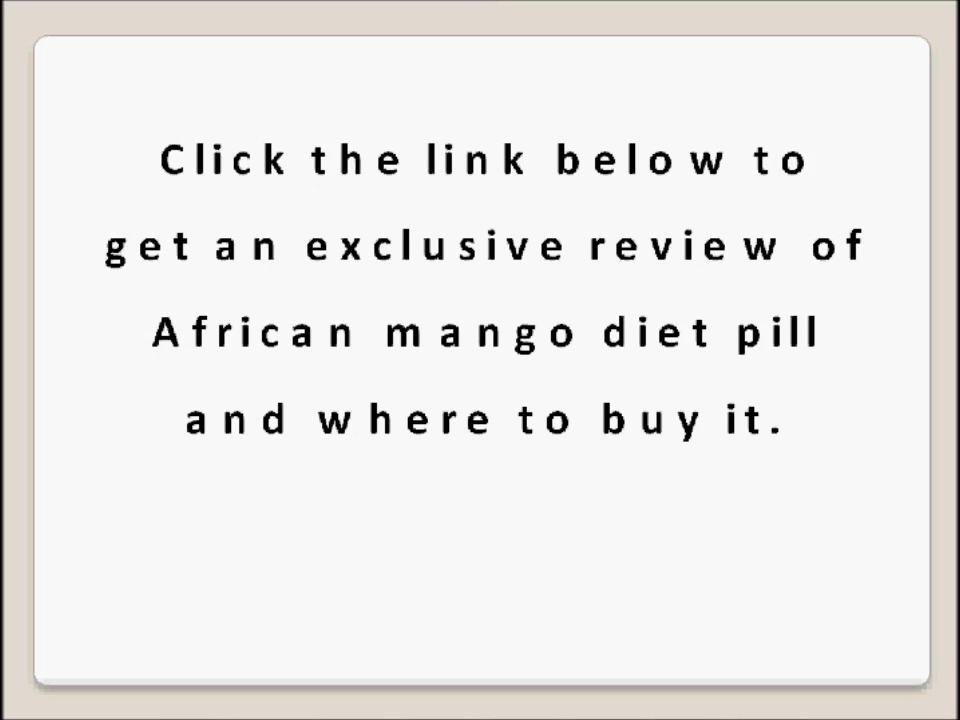 Click the link below to
get an exclusive review of
African mango diet pill
and where to buy it.